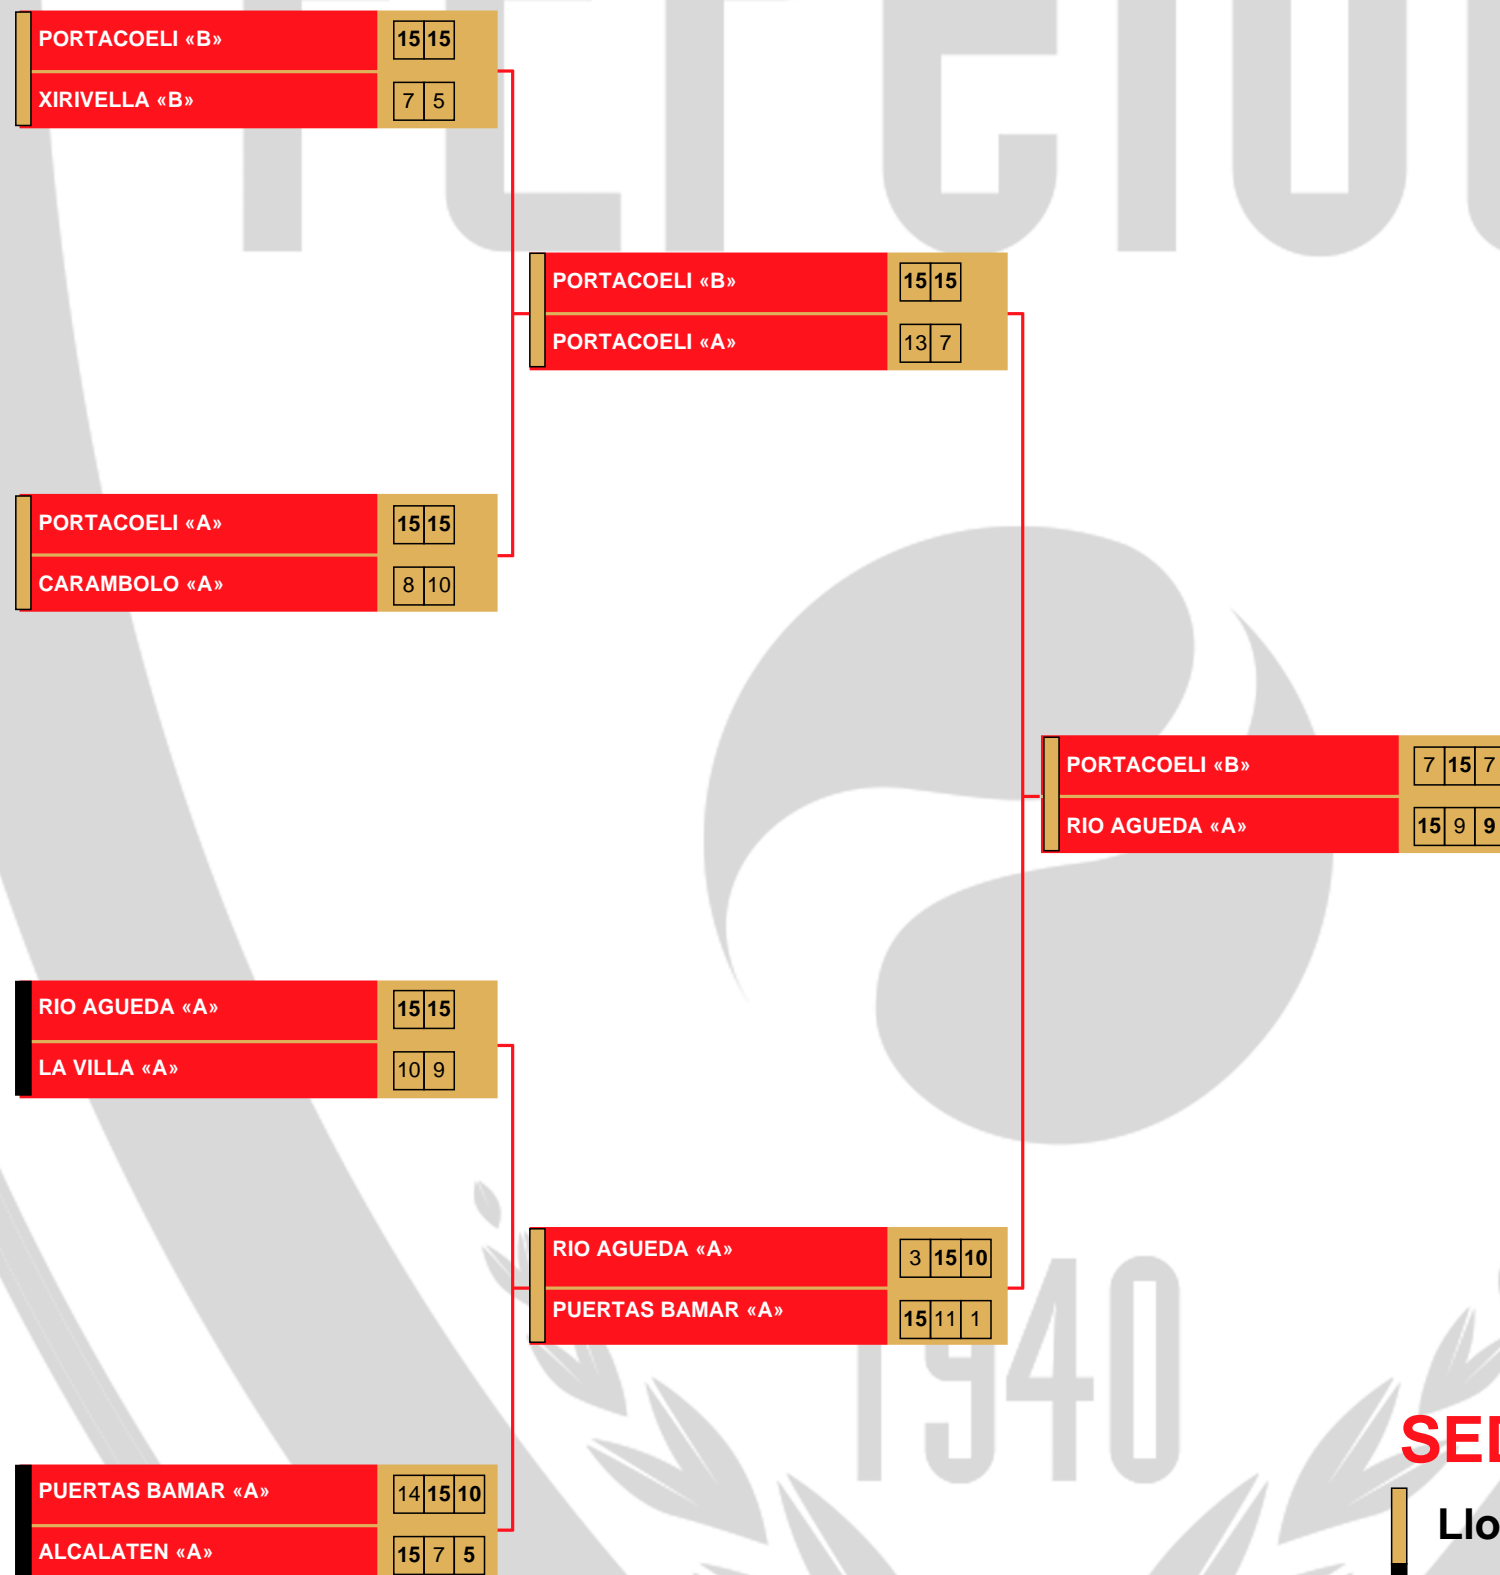 PORTACOELI «B» 15 15
XIRIVELLA «B» 7 5
PORTACOELI «B» 15 15
PORTACOELI «A» 13 7
PORTACOELI «A» 15 15
CARAMBOLO «A» 8 10
PORTACOELI «B» 7 15 7
RIO AGUEDA «A» 15 9 9
RIO AGUEDA «A» 15 15
LA VILLA «A» 10 9
RIO AGUEDA «A» 3 15 10
PUERTAS BAMAR «A» 15 11 1
1940
PUERTAS BAMAR «A» 14 15 10
ALCALATEN «A» 15 7 5